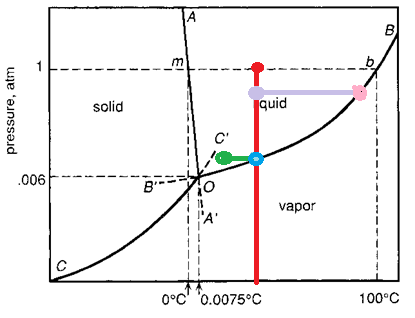 A
B
pressure, atm
1
m
b
solid
quid
C'
.006
B'
O
A'
vapor
C
0°C
0.0075°C
100°C